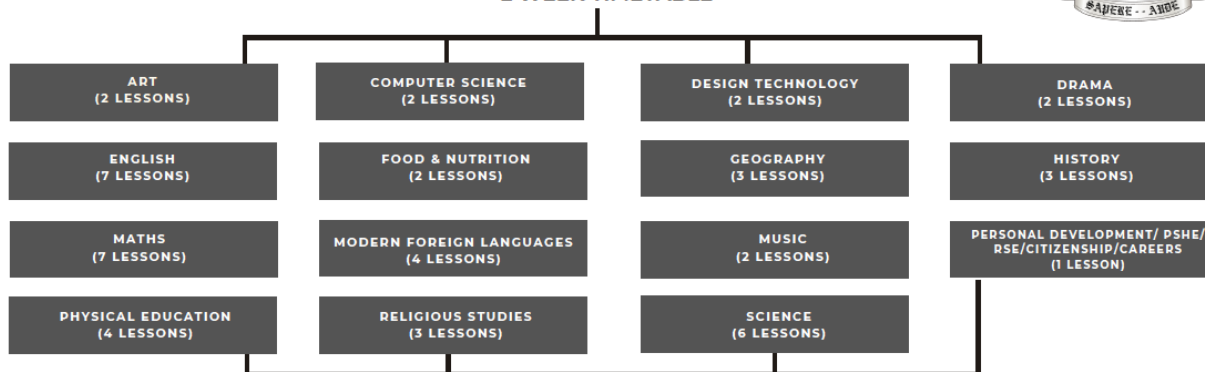 SAPERE - - AUDE
ART
(2 LESSONS)
COMPUTER SCIENCE
(2 LESSONS)
DESIGN TECHNOLOGY
(2 LESSONS)
DRAMA
(2 LESSONS)
ENGLISH
(7 LESSONS)
FOOD & NUTRITION
(2 LESSONS)
GEOGRAPHY
(3 LESSONS)
HISTORY
(3 LESSONS)
MATHS
(7 LESSONS)
MODERN FOREIGN LANGUAGES
(4 LESSONS)
MUSIC
(2 LESSONS)
PERSONAL DEVELOPMENT/ PSHE/
RSE/CITIZENSHIP/CAREERS
(1 LESSON)
PHYSICAL EDUCATION
(4 LESSONS)
RELIGIOUS STUDIES
(3 LESSONS)
SCIENCE
(6 LESSONS)